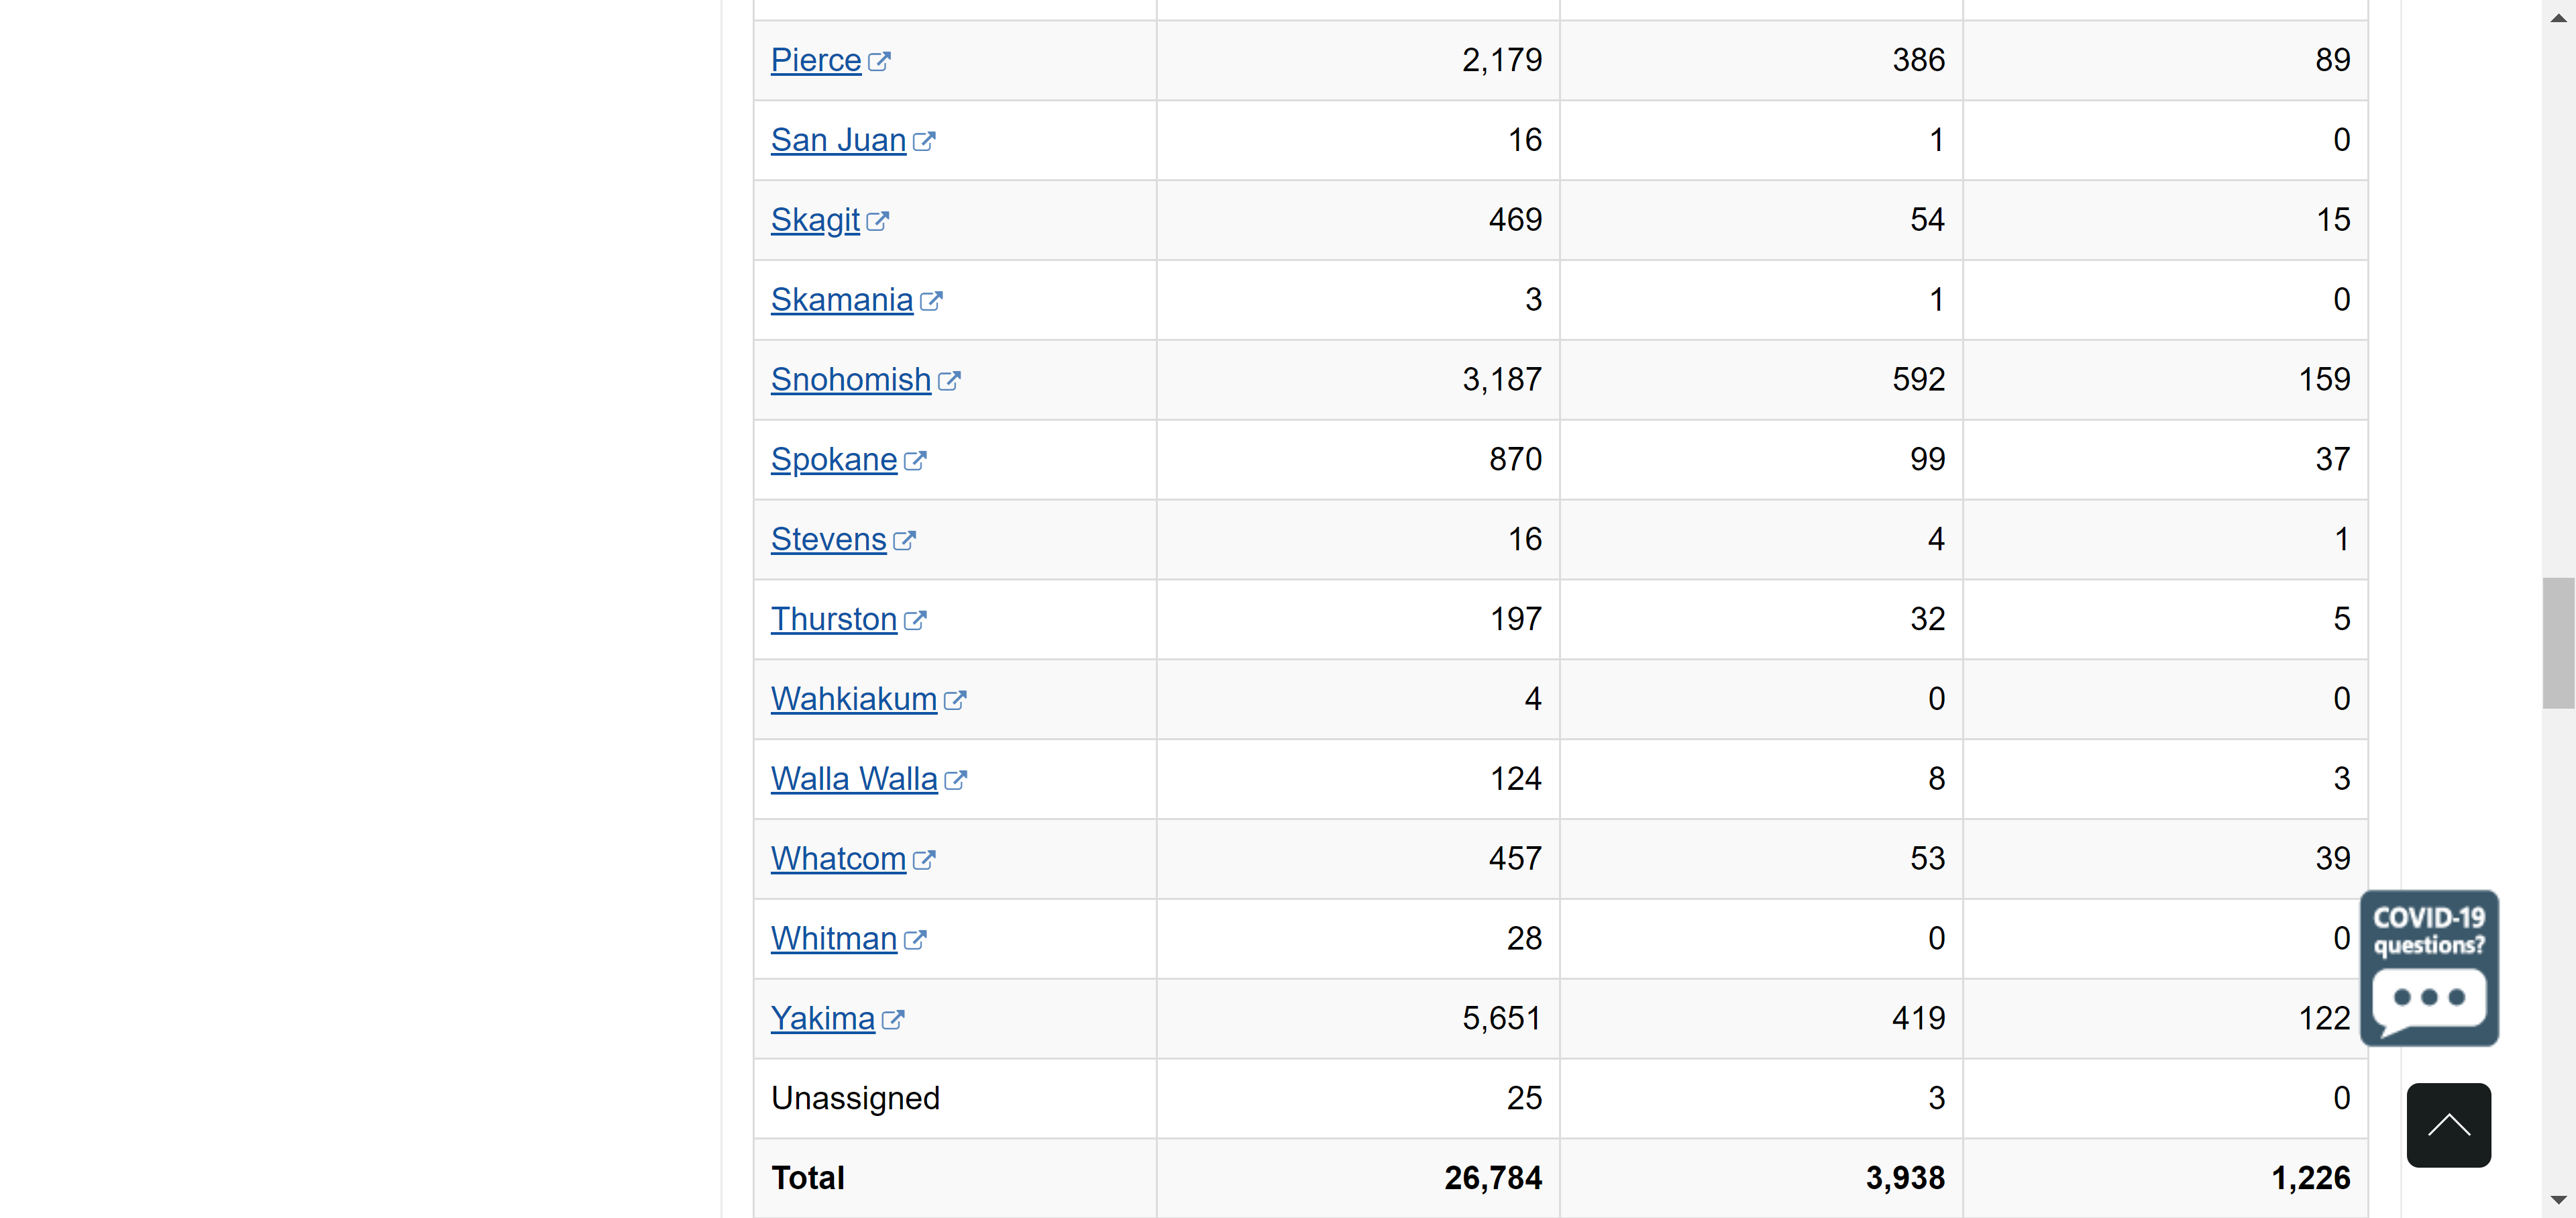 Pierce 2,179 386 89
San Juan 16 1 0
Skagit 469 54 15
Skamania 3 1 0
Snohomish 3,187 592 159
Spokane 870 99 37
Stevens 16 4 1
Thurston 197 32 5
Wahkiakum 4 0 0
Walla Walla 124 8 3
Whatcom 457 53 39
Whitman 28 0 0
Yakima 5,651 419 122
Unassigned 25 3 0
Total 26,784 3,938 1,226
COVID-19
questions?